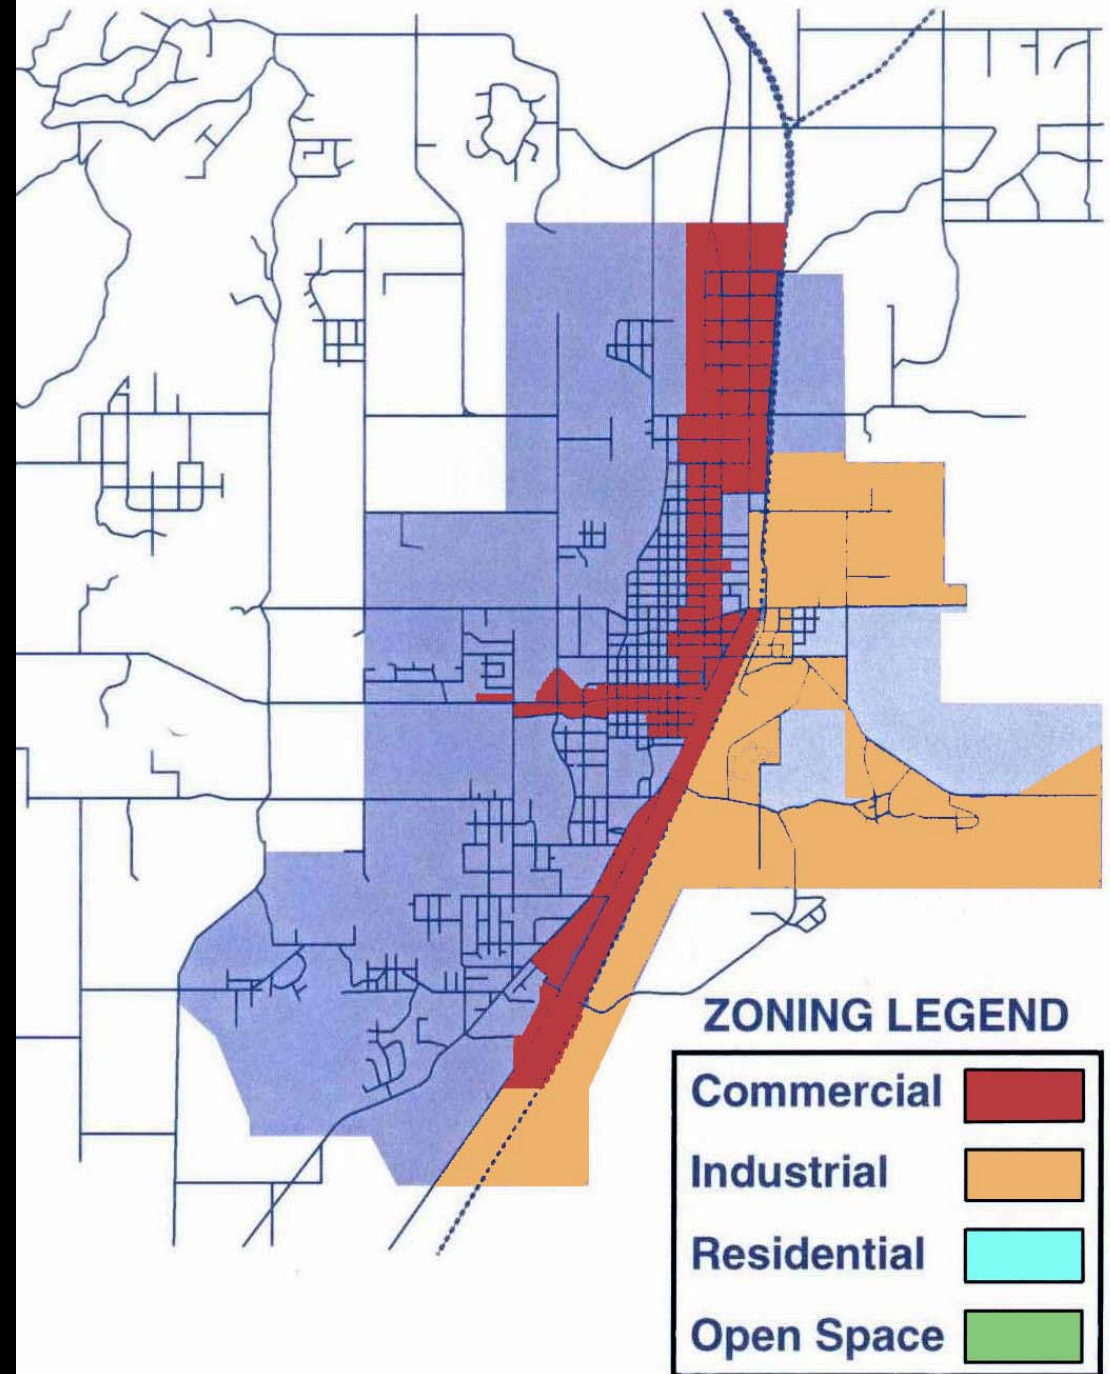 ZONING LEGEND
Commercial
Industrial
Residential
Open Space